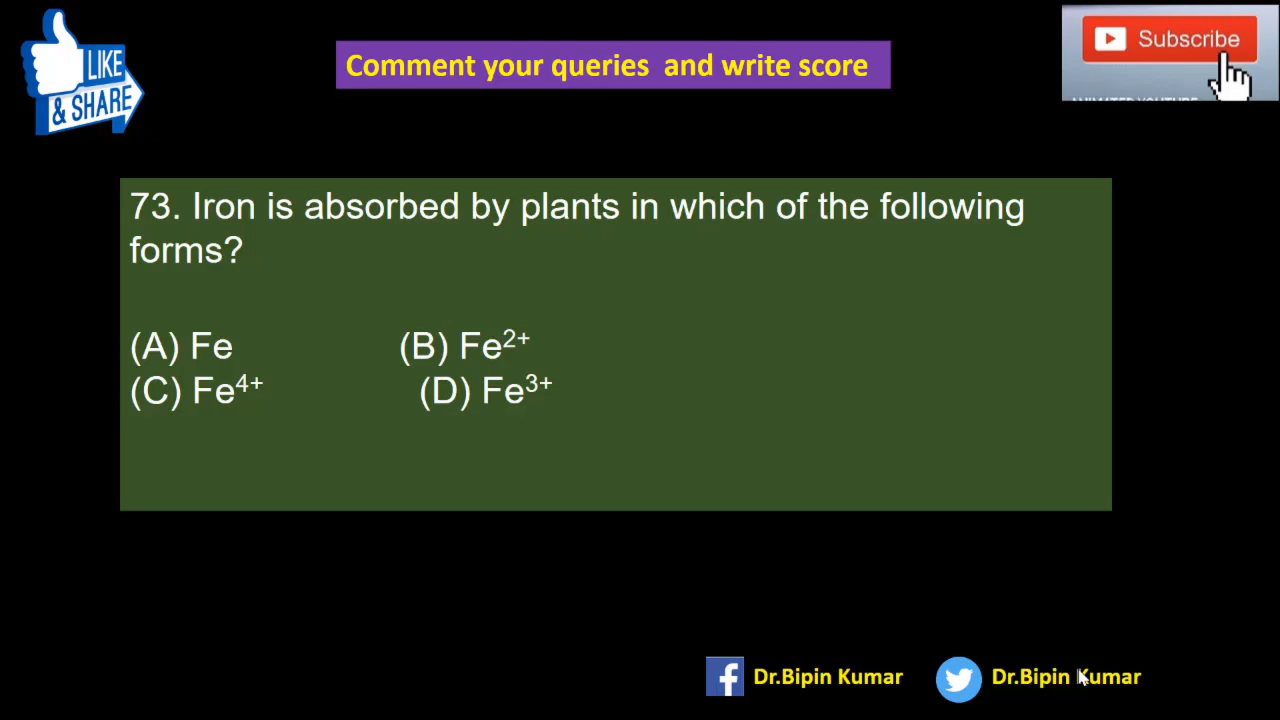 LIKE
& SHARE
Comment your queries and write score
Subscribe
73. Iron is absorbed by plants in which of the following
forms?
(A) Fe (B) Fe²⁺
(C) Fe⁴⁺ (D) Fe³⁺
Dr.Bipin Kumar Dr.Bipin Kumar